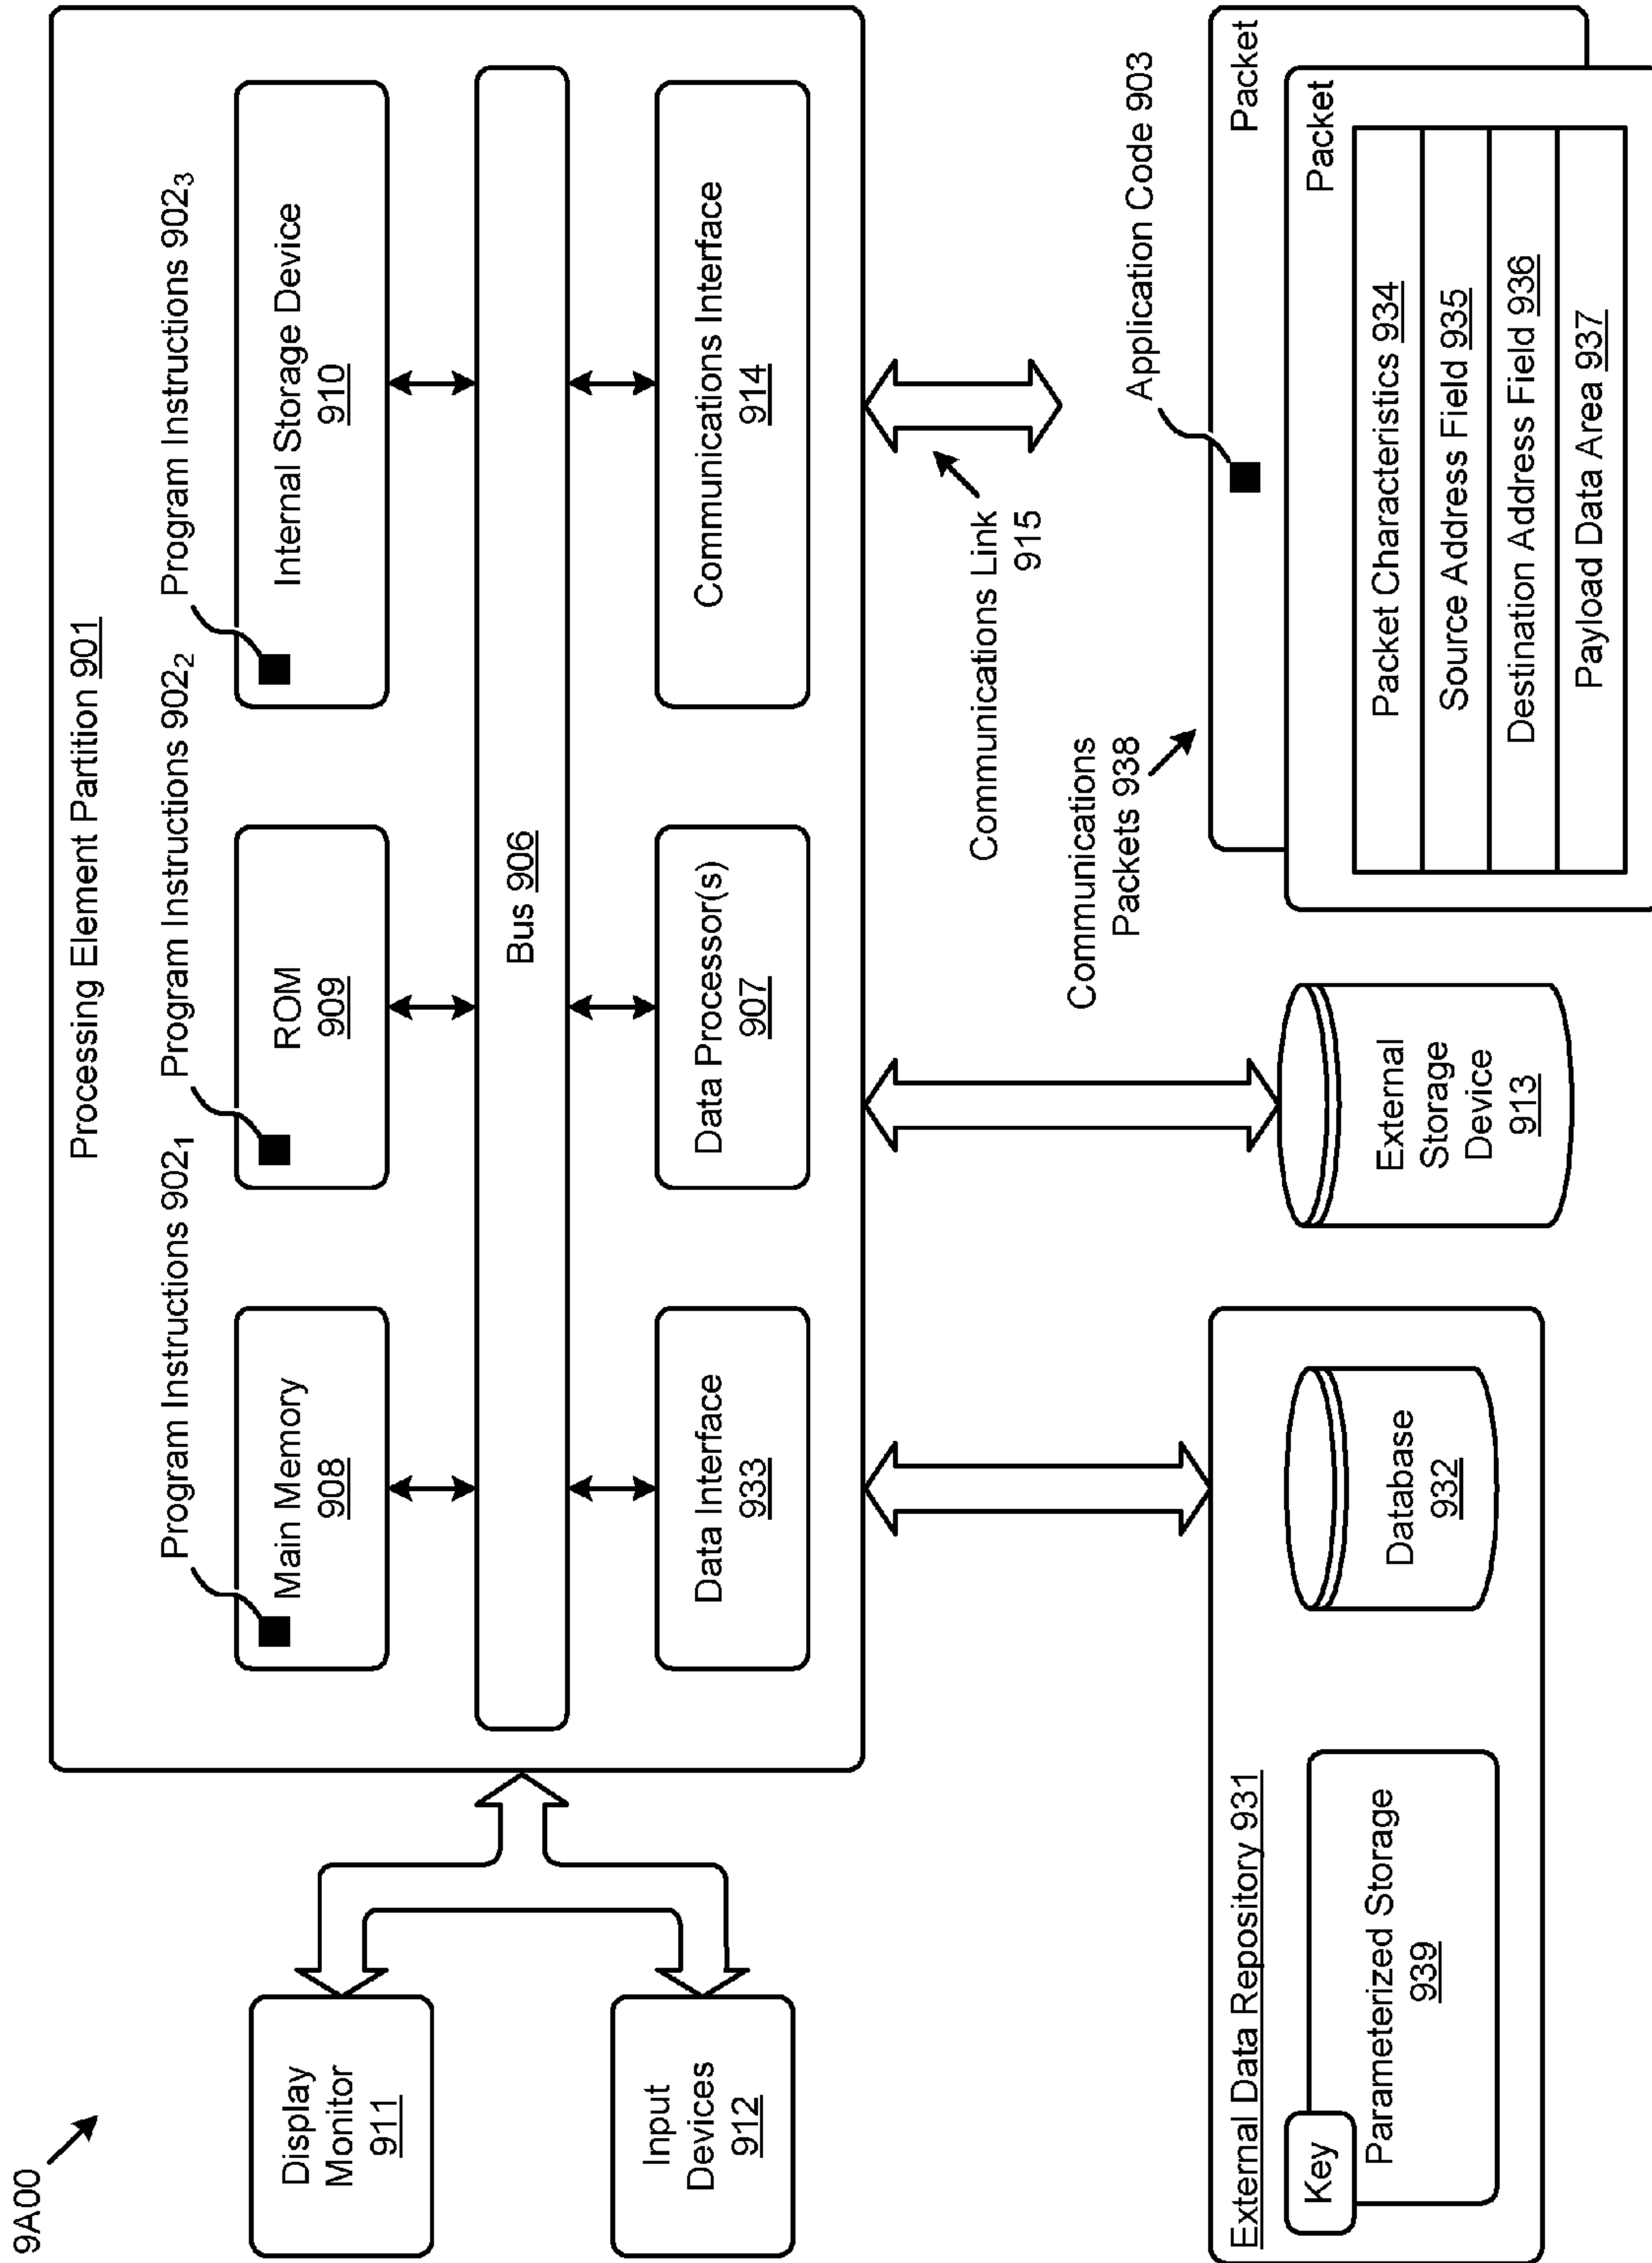 9A00
Processing Element Partition 901
Program Instructions 902₁
Program Instructions 902₂
Program Instructions 902₃
Main Memory
908
ROM
909
Internal Storage Device
910
Display
Monitor
911
Bus 906
Input
Devices
912
Data Interface
933
Data Processor(s)
907
Communications Interface
914
Communications Link
915
Communications
Packets 938
Application Code 903
External Data Repository 931
Key
Parameterized Storage
939
Database
932
External
Storage
Device
913
Packet
Packet
Packet Characteristics 934
Source Address Field 935
Destination Address Field 936
Payload Data Area 937